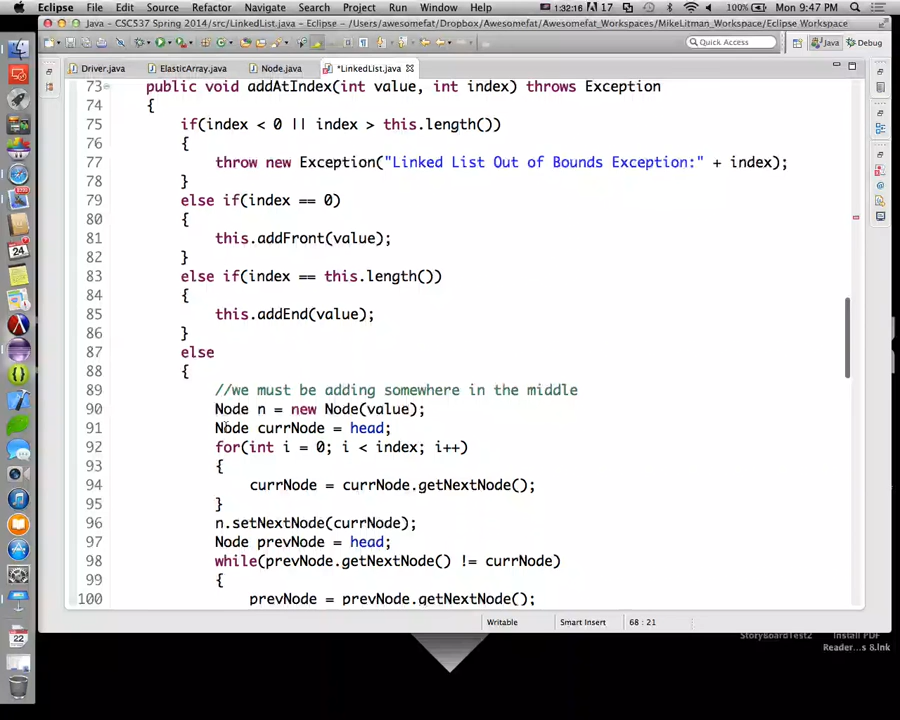 Eclipse File Edit Source Refactor Navigate Search Project Run Window Help 1:32:16 17 100% Mon 9:47 PM
Java - CSC537 Spring 2014/src/LinkedList.java - Eclipse - /Users/awesomefat/Dropbox/Awesomefat_Workspaces/MikeLitman_Workspace/Eclipse Workspace
Quick Access Java Debug
Driver.java ElasticArray.java Node.java *LinkedList.java
73 public void addAtIndex(int value, int index) throws Exception
74 {
75 if(index < 0 || index > this.length())
76 {
77 throw new Exception("Linked List Out of Bounds Exception:" + index);
78 }
79 else if(index == 0)
80 {
81 this.addFront(value);
82 }
83 else if(index == this.length())
84 {
85 this.addEnd(value);
86 }
87 else
88 {
89 //we must be adding somewhere in the middle
90 Node n = new Node(value);
91 Node currNode = head;
92 for(int i = 0; i < index; i++)
93 {
94 currNode = currNode.getNextNode();
95 }
96 n.setNextNode(currNode);
97 Node prevNode = head;
98 while(prevNode.getNextNode() != currNode)
99 {
100 prevNode = prevNode.getNextNode();
Writable Smart Insert 68 : 21
StoryBoardTest2 Install PDF
Reader...s 8.lnk
24
22